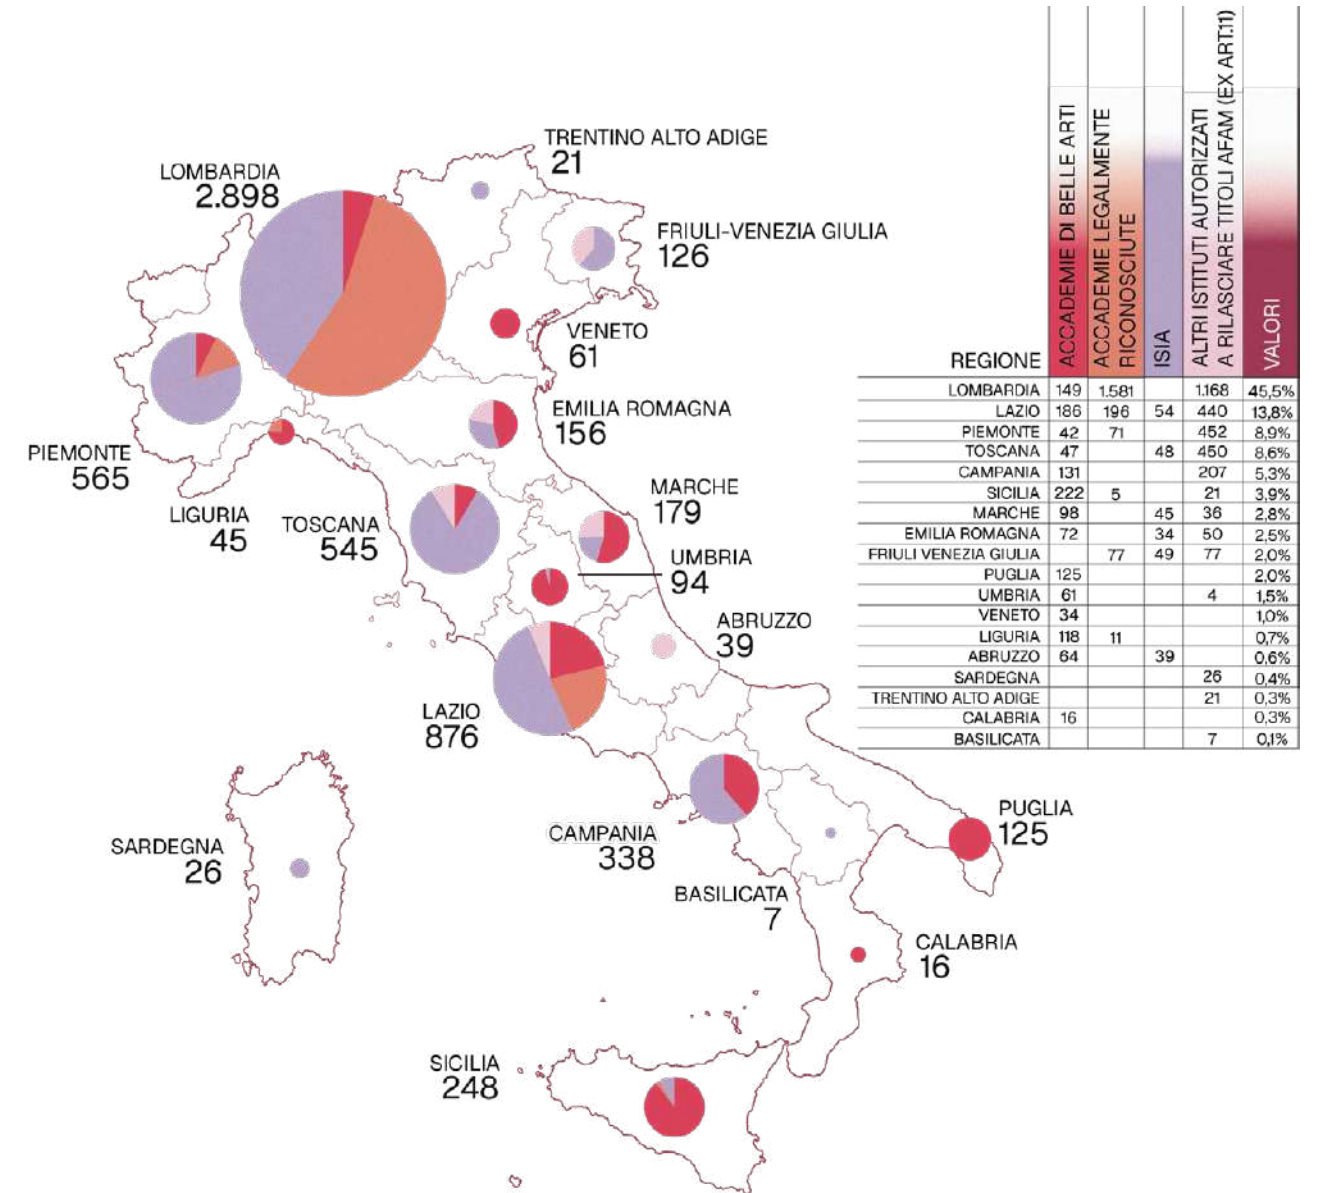 TRENTINO ALTO ADIGE
21
LOMBARDIA
2.898
FRIULI-VENEZIA GIULIA
126
VENETO
61
EMILIA ROMAGNA
156
PIEMONTE
565
LIGURIA
45
TOSCANA
545
MARCHE
179
UMBRIA
94
ABRUZZO
39
LAZIO
876
CAMPANIA
338
PUGLIA
125
SARDEGNA
26
BASILICATA
7
CALABRIA
16
SICILIA
248
REGIONE
ACCADEMIE DI BELLE ARTI
ACCADEMIE LEGALMENTE
RICONOSCIUTE
ISIA
ALTRI ISTITUTI AUTORIZZATI
A RILASCIARE TITOLI AFAM (EX ART.11)
VALORI
LOMBARDIA 149 1.581 1.168 45,5%
LAZIO 186 196 54 440 13,8%
PIEMONTE 42 71 452 8,9%
TOSCANA 47 48 450 8,6%
CAMPANIA 131 207 5,3%
SICILIA 222 5 21 3,9%
MARCHE 98 45 36 2,8%
EMILIA ROMAGNA 72 34 50 2,5%
FRIULI VENEZIA GIULIA 77 49 77 2,0%
PUGLIA 125 2,0%
UMBRIA 61 4 1,5%
VENETO 34 1,0%
LIGURIA 118 11 0,7%
ABRUZZO 64 39 0,6%
SARDEGNA 26 0,4%
TRENTINO ALTO ADIGE 21 0,3%
CALABRIA 16 0,3%
BASILICATA 7 0,1%